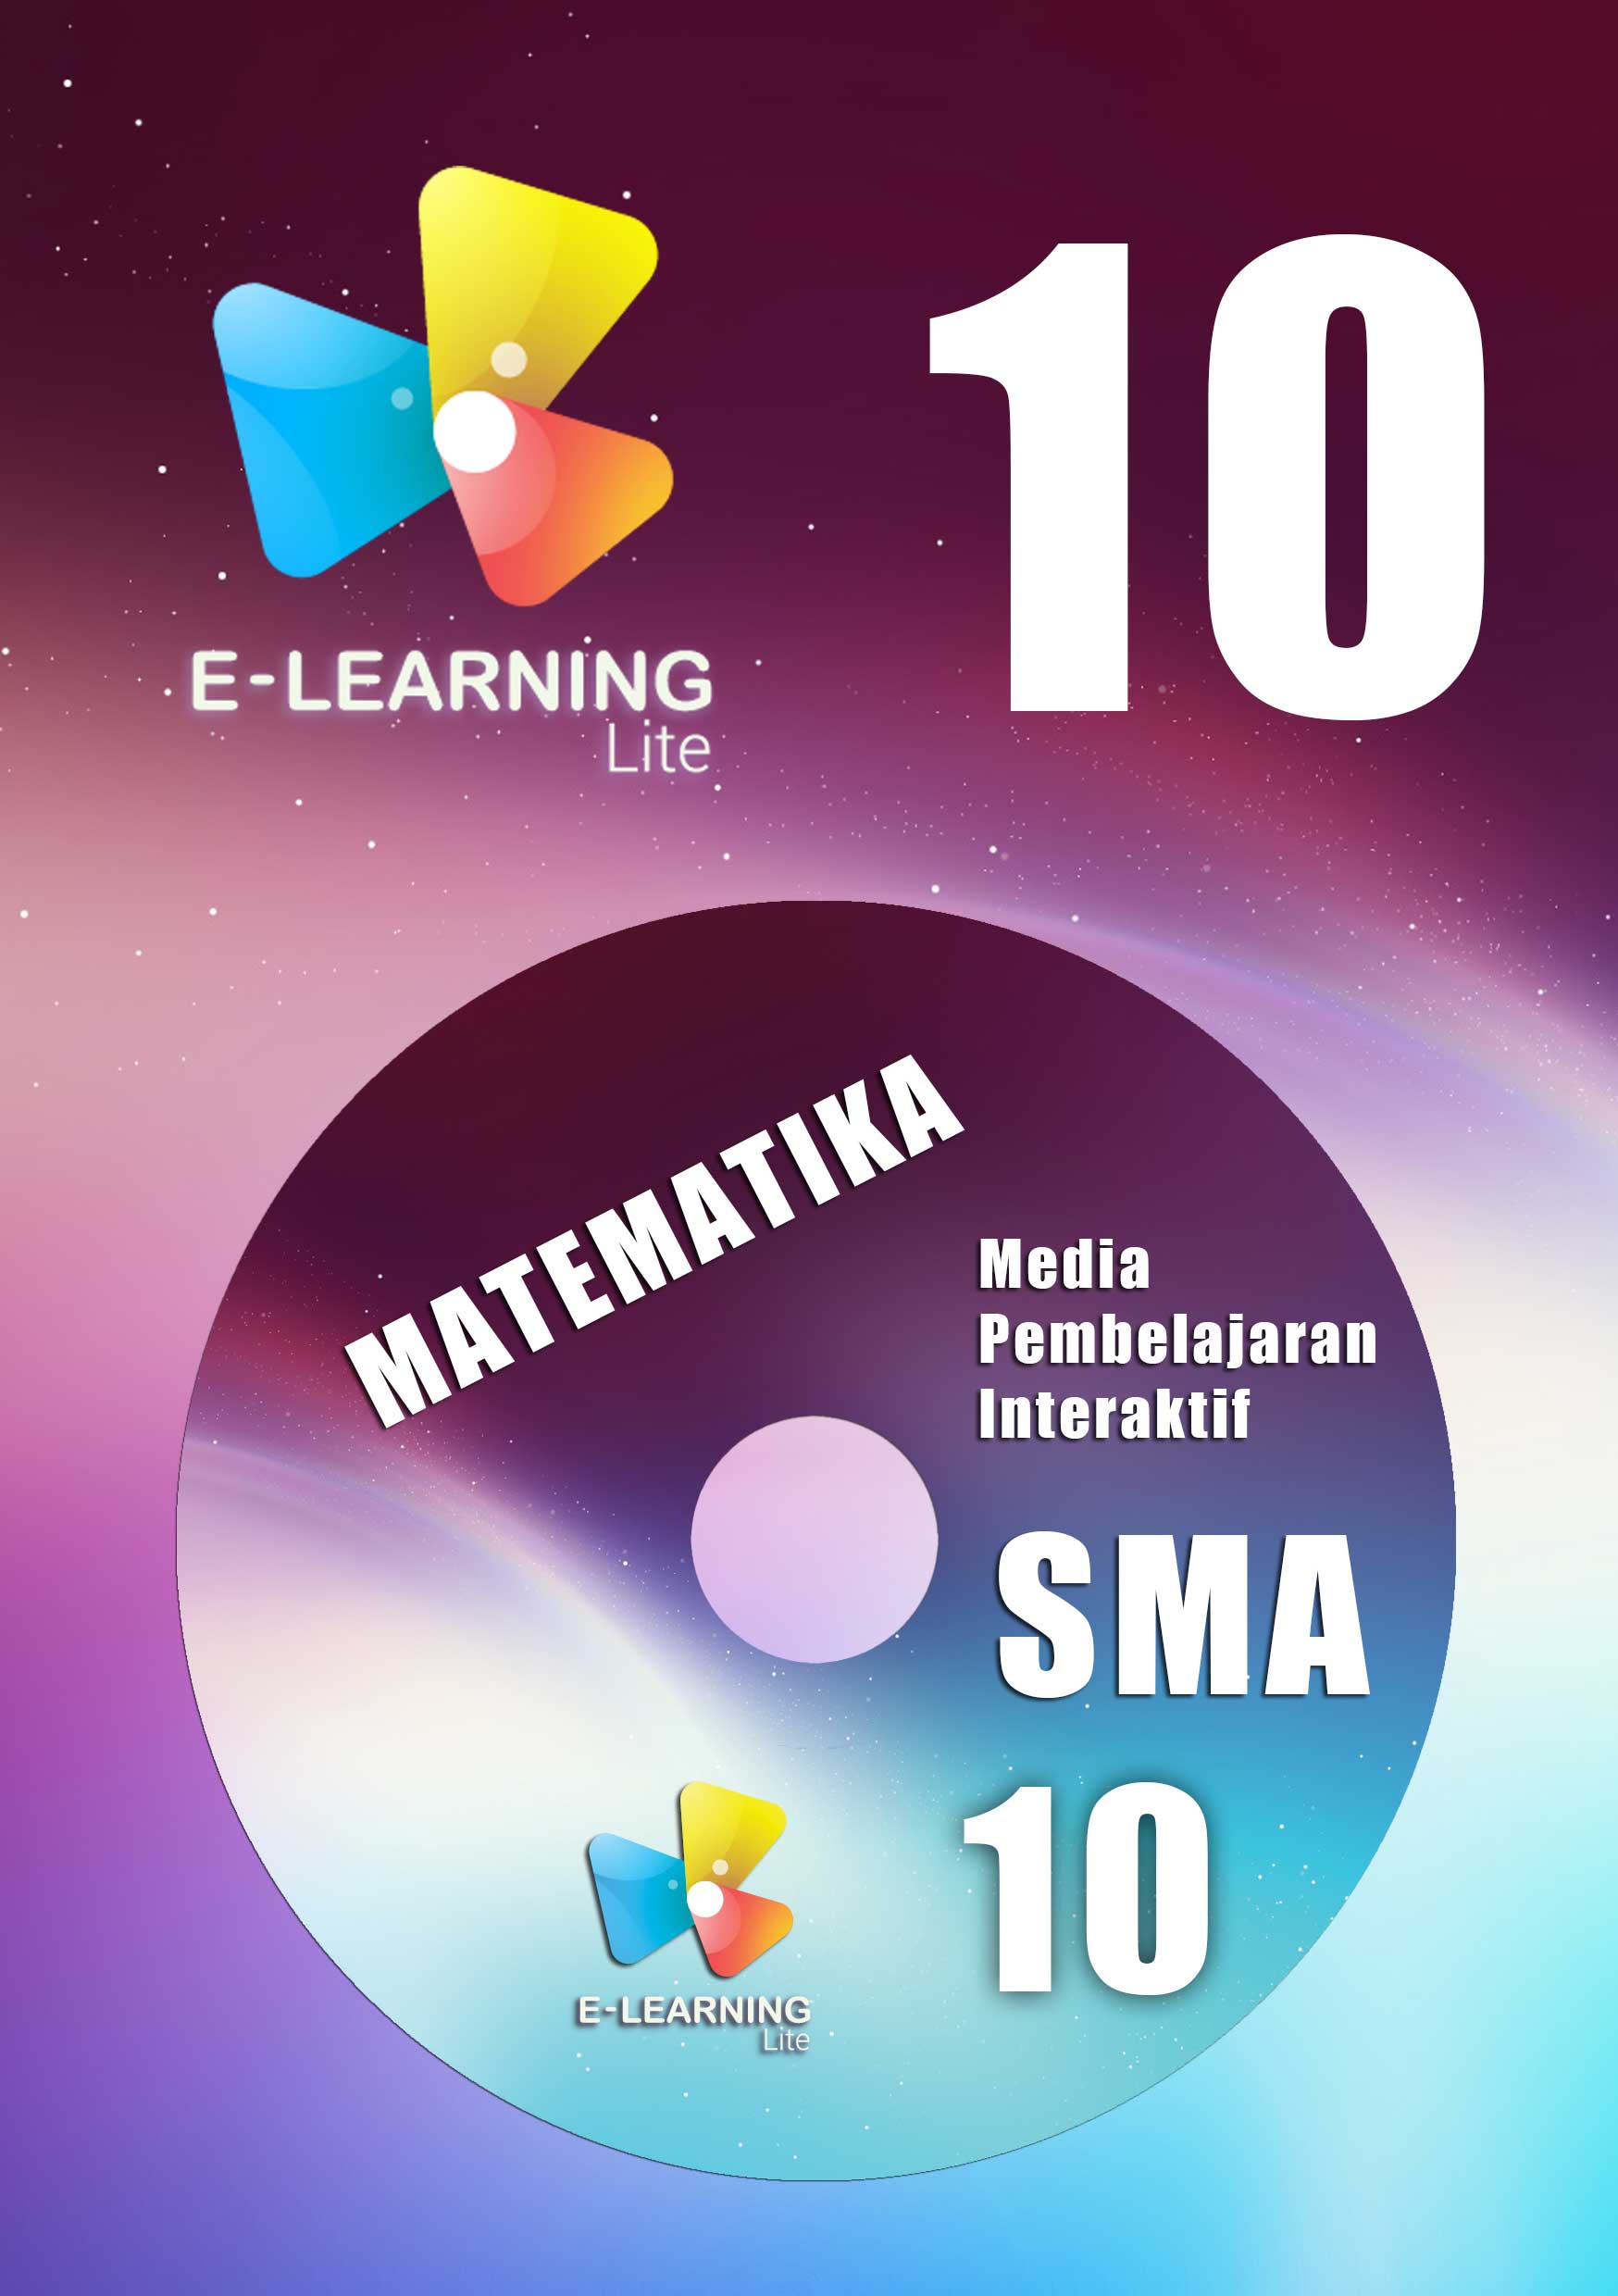 E-LEARNING
Lite
10
MATEMATIKA
Media
Pembelajaran
Interaktif
SMA
10
E-LEARNING
Lite